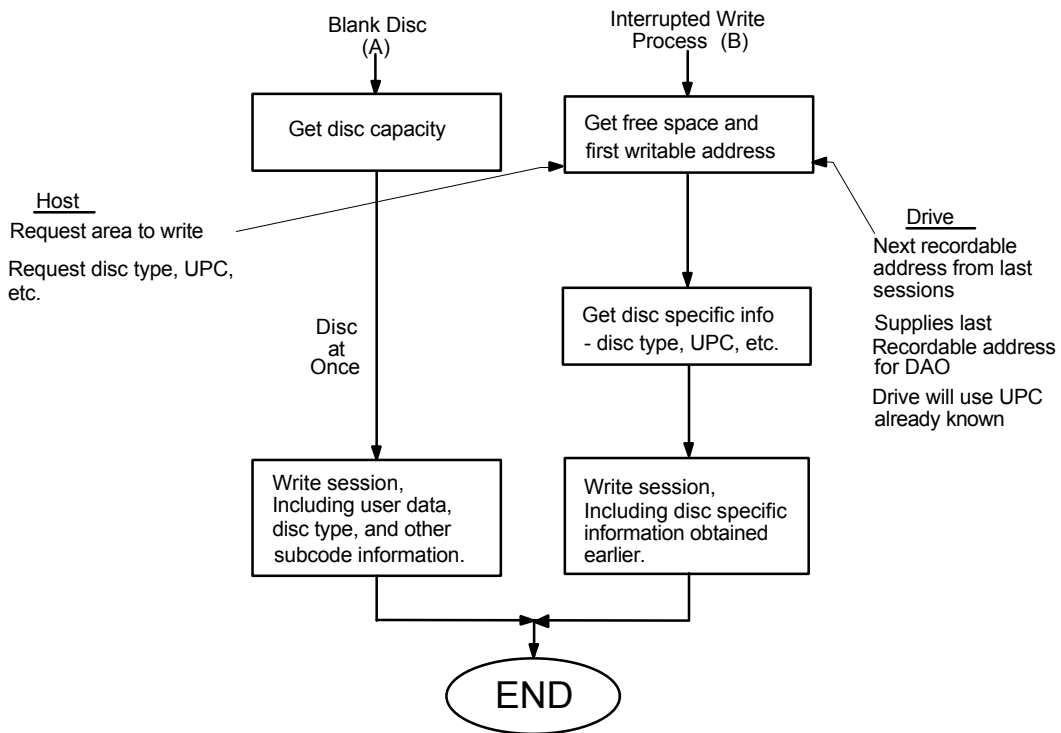 Blank Disc
(A)
Interrupted Write
Process (B)
Get disc capacity
Get free space and
first writable address
Host
Request area to write
Request disc type, UPC,
etc.
Drive
Next recordable
address from last
sessions
Supplies last
Recordable address
for DAO
Drive will use UPC
already known
Disc
at
Once
Get disc specific info
- disc type, UPC, etc.
Write session,
Including user data,
disc type, and other
subcode information.
Write session,
Including disc specific
information obtained
earlier.
END